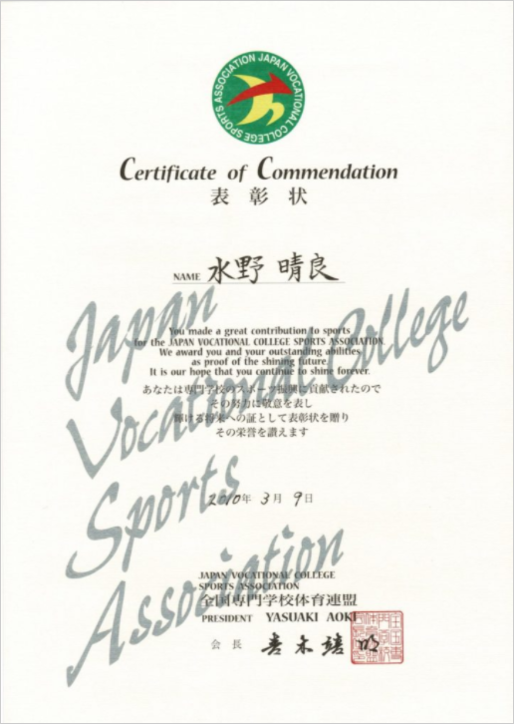 JAPAN VOCATIONAL COLLEGE SPORTS ASSOCIATION
Certificate of Commendation
表彰状
NAME 水野 晴良
You made a great contribution to sports
for the JAPAN VOCATIONAL COLLEGE SPORTS ASSOCIATION.
We award you and your outstanding abilities
as proof of the shining future.
It is our hope that you continue to shine forever.
あなたは専門学校のスポーツ振興に貢献されたので
その努力に敬意を表し
輝ける将来への証として表彰状を贈り
その栄誉を讃えます
Japan
Vocational College
Sports
Association
2010年 3月 9日
JAPAN VOCATIONAL COLLEGE
SPORTS ASSOCIATION
全国専門学校体育連盟
PRESIDENT YASUAKI AOKI
会長 青木靖明